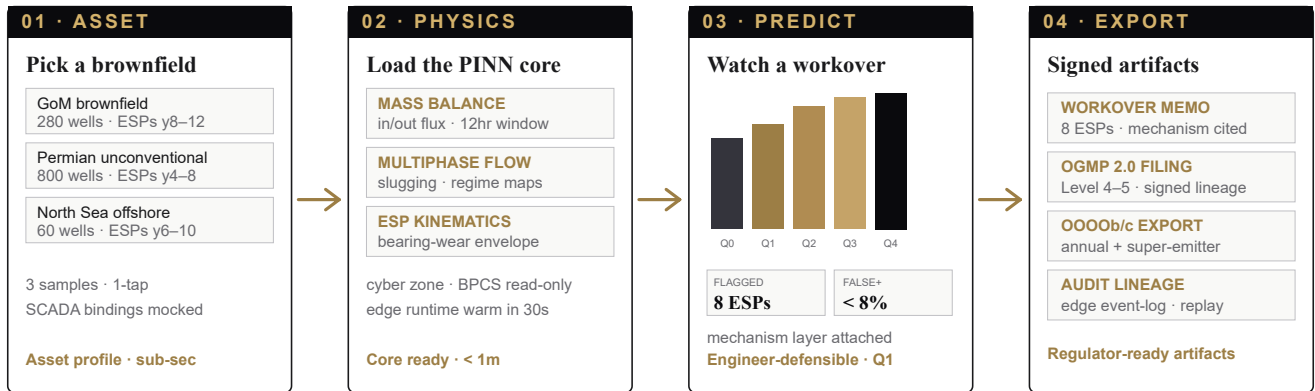 01 · ASSET
Pick a brownfield
GoM brownfield
280 wells · ESPs y8–12
Permian unconventional
800 wells · ESPs y4–8
North Sea offshore
60 wells · ESPs y6–10
3 samples · 1-tap
SCADA bindings mocked
Asset profile · sub-sec
02 · PHYSICS
Load the PINN core
MASS BALANCE
in/out flux · 12hr window
MULTIPHASE FLOW
slugging · regime maps
ESP KINEMATICS
bearing-wear envelope
cyber zone · BPCS read-only
edge runtime warm in 30s
Core ready · < 1m
03 · PREDICT
Watch a workover
Q0 Q1 Q2 Q3 Q4
FLAGGED
8 ESPs
FALSE+
< 8%
mechanism layer attached
Engineer-defensible · Q1
04 · EXPORT
Signed artifacts
WORKOVER MEMO
8 ESPs · mechanism cited
OGMP 2.0 FILING
Level 4–5 · signed lineage
OOOOb/c EXPORT
annual + super-emitter
AUDIT LINEAGE
edge event-log · replay
Regulator-ready artifacts